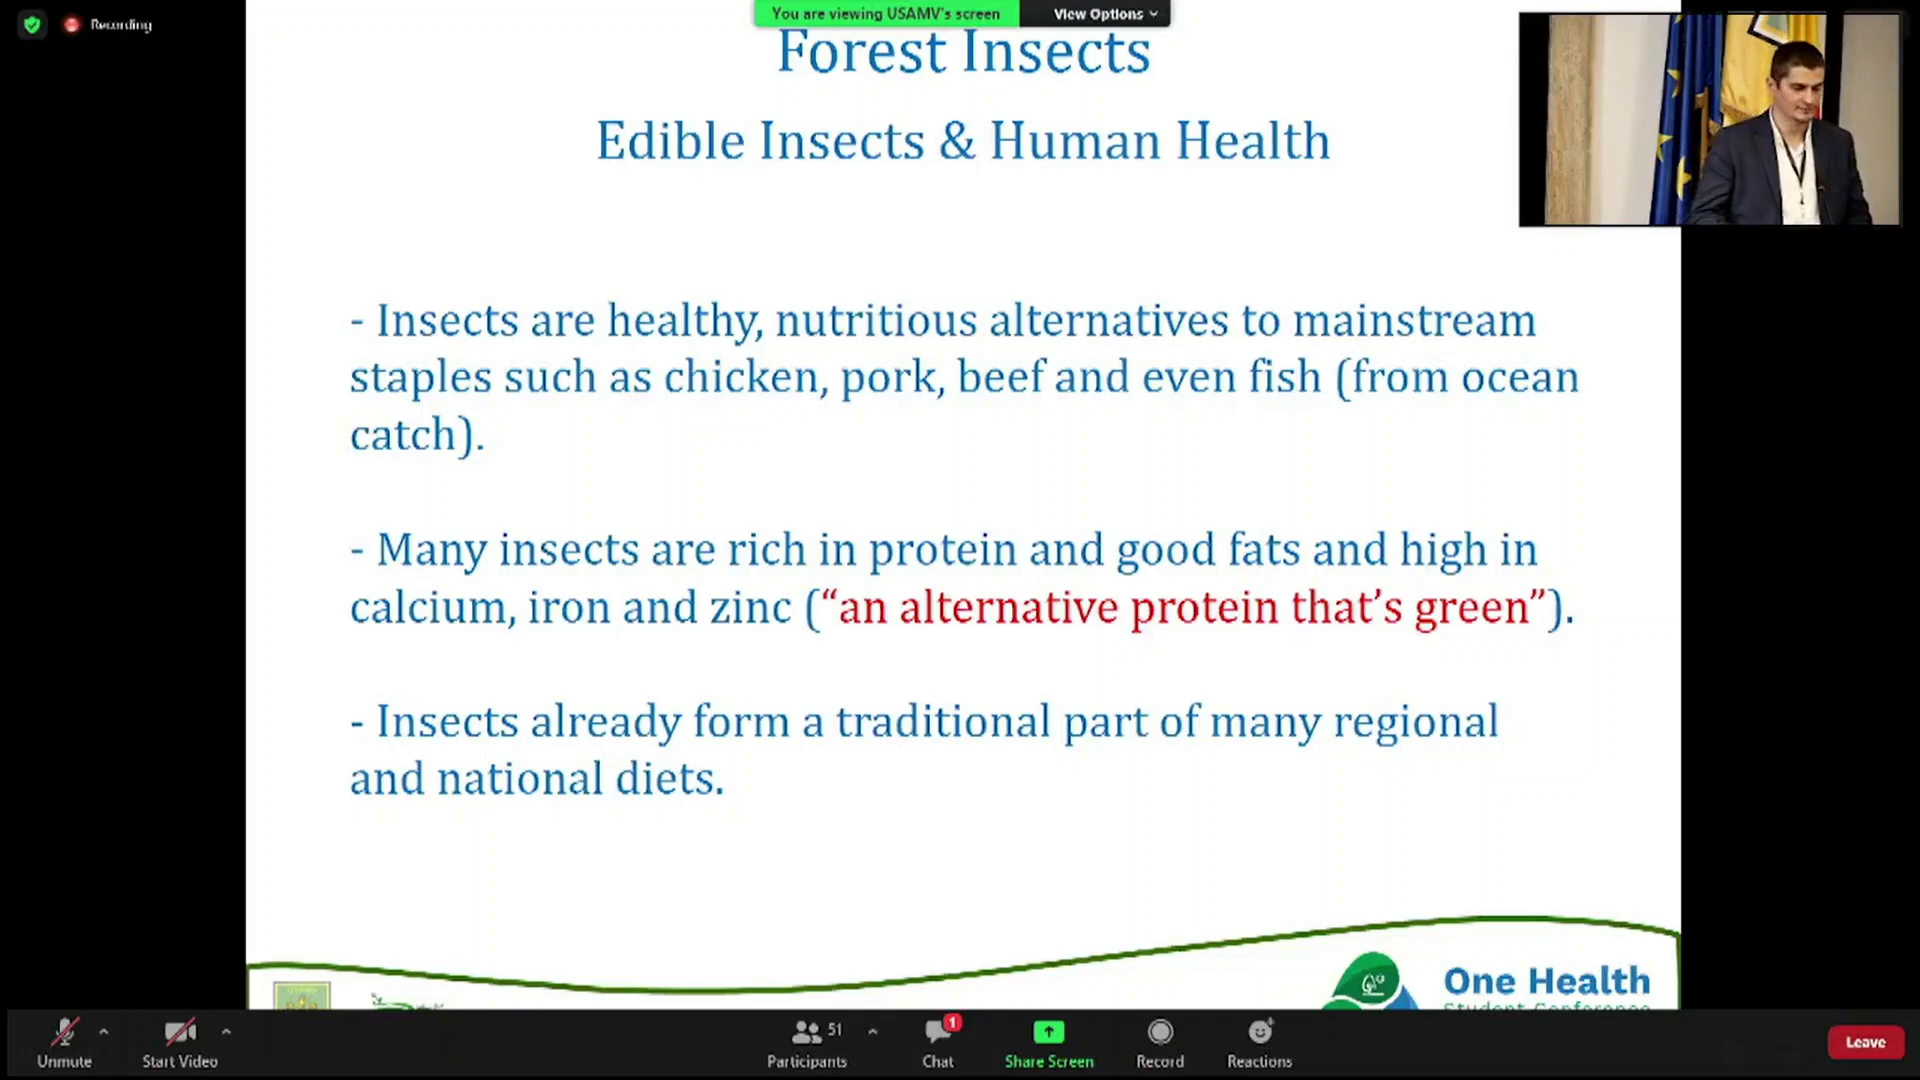 Recording
You are viewing USAMV's screen
View Options
Forest Insects
Edible Insects & Human Health
- Insects are healthy, nutritious alternatives to mainstream
staples such as chicken, pork, beef and even fish (from ocean
catch).
- Many insects are rich in protein and good fats and high in
calcium, iron and zinc (“an alternative protein that’s green”).
- Insects already form a traditional part of many regional
and national diets.
One Health
Student Conference
Unmute
Start Video
Participants
51
Chat
1
Share Screen
Record
Reactions
Leave